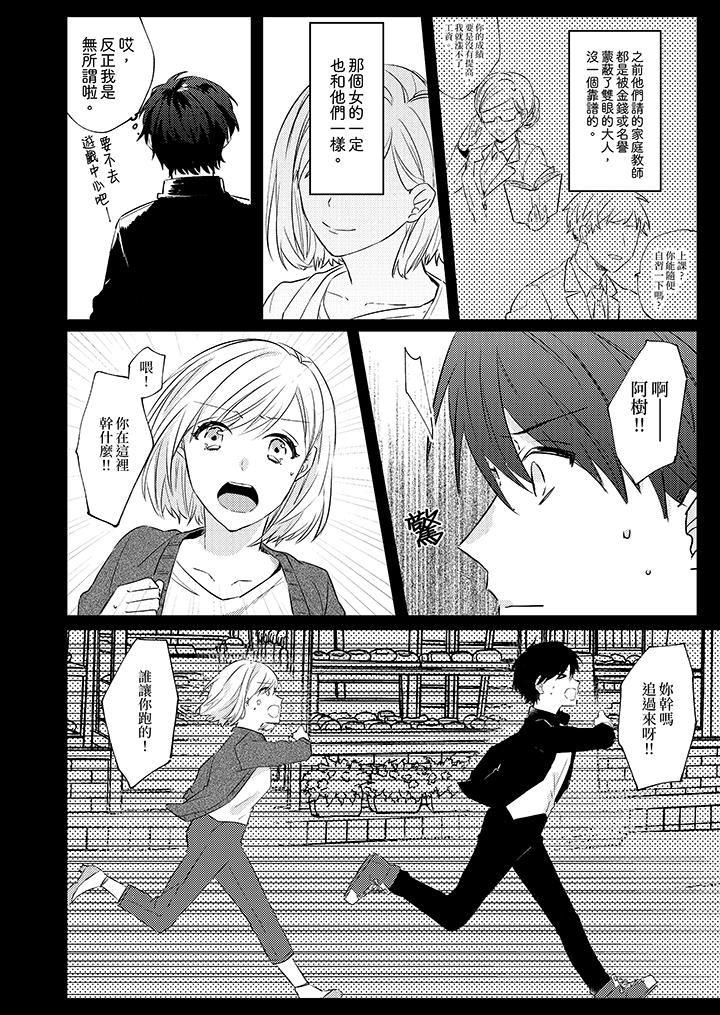 之前他們請的家庭教師
都是被金錢或名譽
蒙蔽了雙眼的大人，
沒一個靠譜的。
你的成績
要是沒有提高，
我就漲不了
工資。
上課？
你能隨便
自習一下嗎？
那個女的一定
也和他們一樣。
哎，
反正我是
無所謂啦。
要不去
遊戲中心吧——
啊——
阿樹!!
驚
喂！
你在這裡
幹什麼!!
妳幹嗎
追過來呀!!
誰讓你跑的！